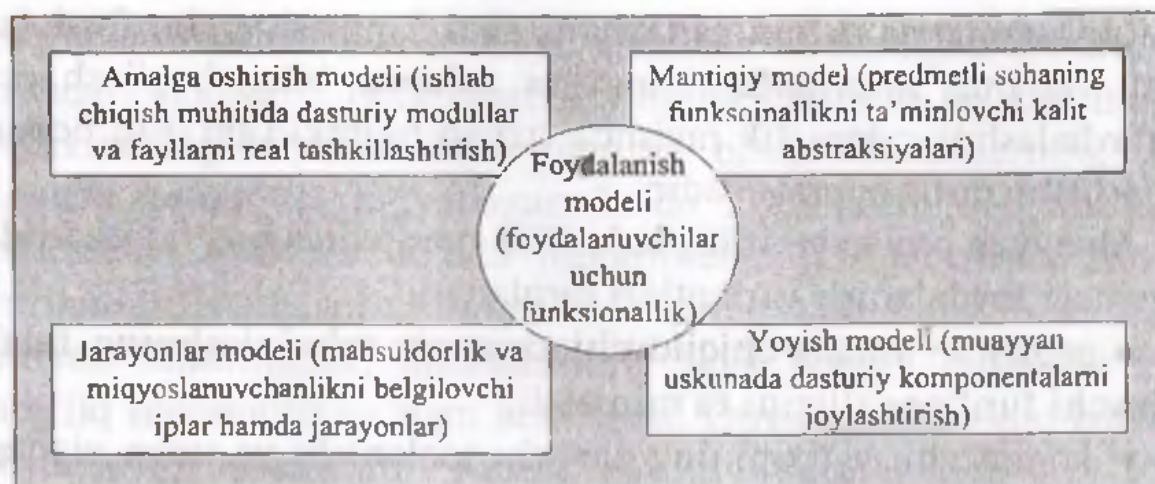 Amalga oshirish modeli (ishlab
chiqish muhitida dasturiy modullar
va fayllarni real tashkillashtirish)
Mantiqiy model (predmetli sohaning
funksoinallikni ta'minlovchi kalit
abstraksiyalari)
Foydalanish
modeli
(foydalanuvchilar
uchun
funksionallik)
Jarayonlar modeli (mabsuldorlik va
miqyoslanuvchanlikni belgilovchi
iplar hamda jarayonlar)
Yoyish modeli (muayyan
uskunada dasturiy komponentalarni
joylashtirish)